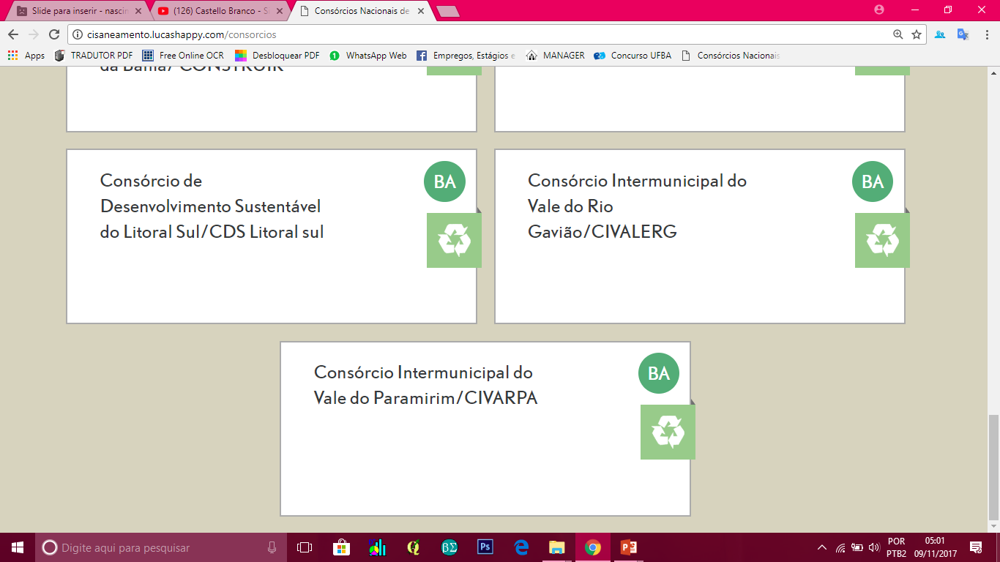 Slide para inserir - nascin
(126) Castello Branco - S
Consórcios Nacionais de
cisaneamento.lucashappy.com/consorcios
Apps
TRADUTOR PDF
Free Online OCR
Desbloquear PDF
WhatsApp Web
Empregos, Estágios e
MANAGER
Concurso UFBA
Consórcios Nacionais
da Bahia/ CONSTRUIR
Consórcio de
Desenvolvimento Sustentável
do Litoral Sul/CDS Litoral sul
BA
Consórcio Intermunicipal do
Vale do Rio
Gavião/CIVALERG
BA
Consórcio Intermunicipal do
Vale do Paramirim/CIVARPA
BA
Digite aqui para pesquisar
βΣ
Ps
POR
PTB2
05:01
09/11/2017